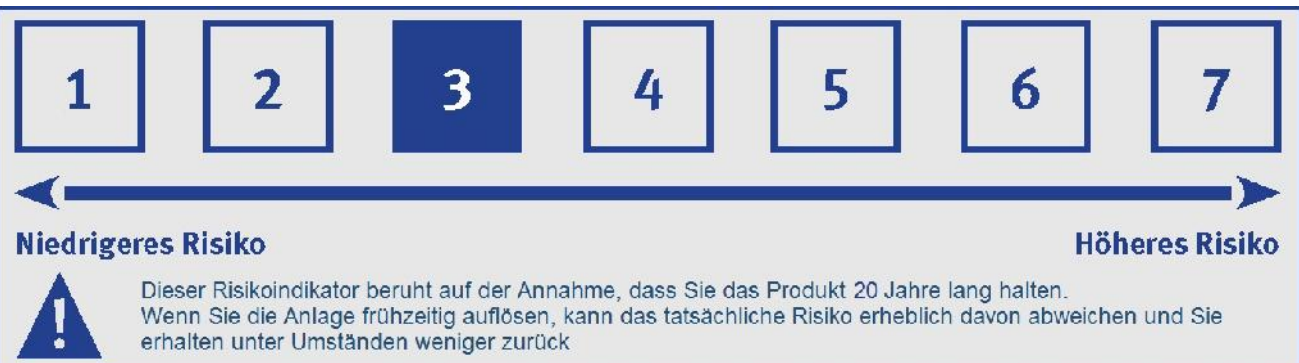 1 2 3 4 5 6 7
Niedrigeres Risiko Höheres Risiko
!
Dieser Risikoindikator beruht auf der Annahme, dass Sie das Produkt 20 Jahre lang halten.
Wenn Sie die Anlage frühzeitig auflösen, kann das tatsächliche Risiko erheblich davon abweichen und Sie
erhalten unter Umständen weniger zurück